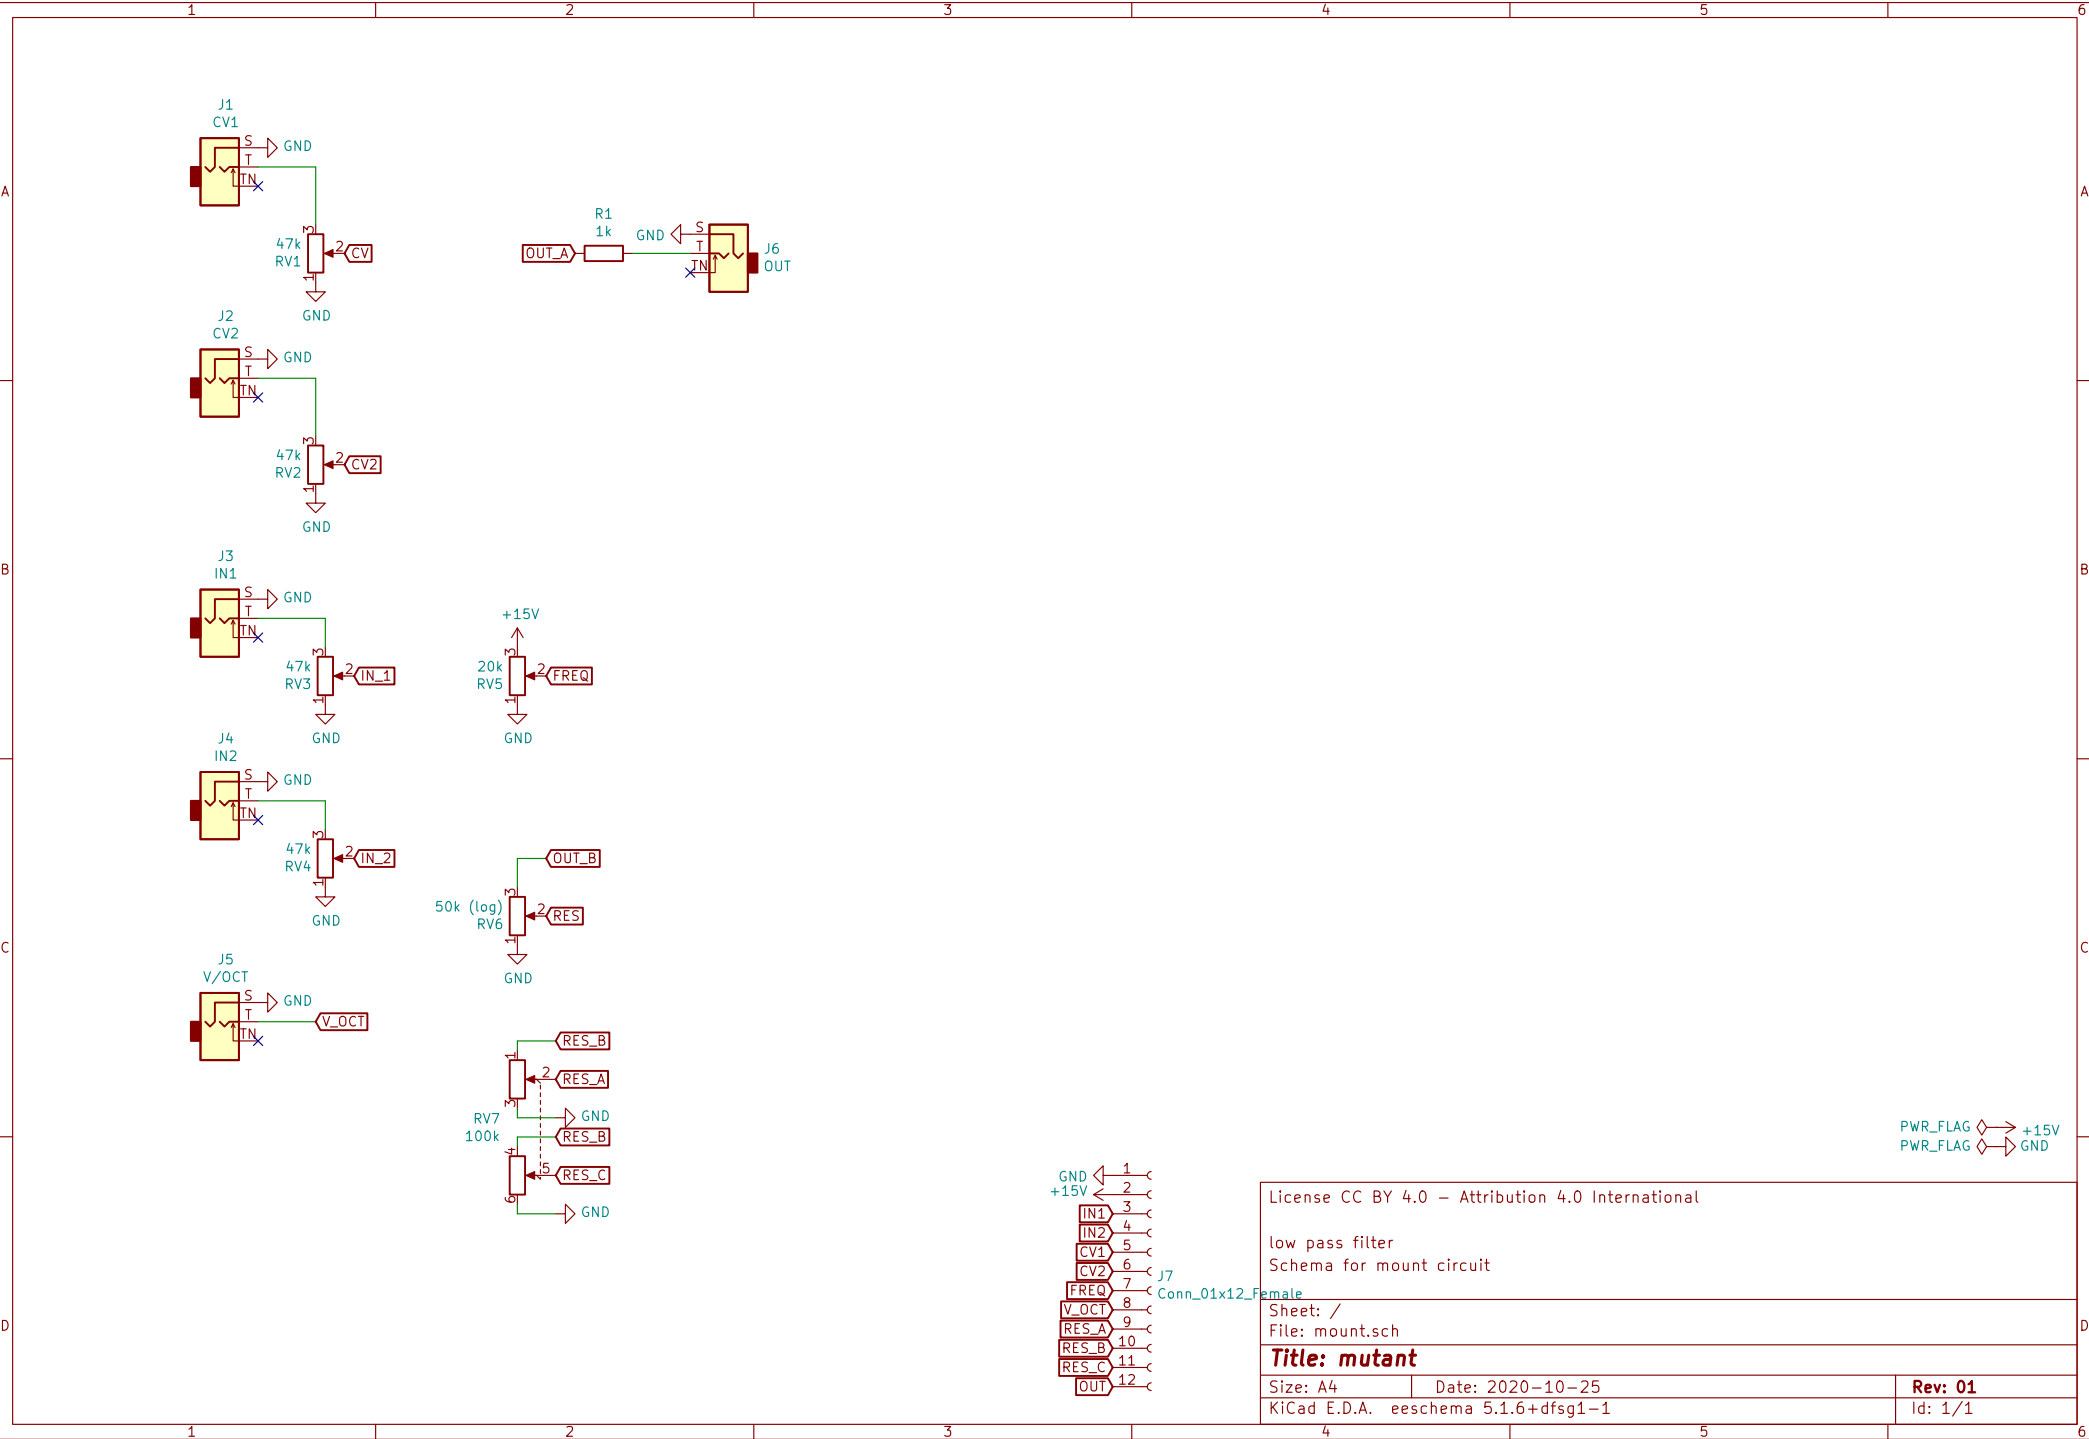 1 2 3 4 5 6
A A
B B
C C
D D
J1
CV1
S GND
T
TN
3
47k
RV1
2 CV
1
GND
J2
CV2
S GND
T
TN
3
47k
RV2
2 CV2
1
GND
J3
IN1
S GND
T
TN
3
47k
RV3
2 IN_1
1
GND
J4
IN2
S GND
T
TN
3
47k
RV4
2 IN_2
1
GND
J5
V/OCT
S GND
T V_OCT
TN
R1
1k
OUT_A
GND S
T
TN
J6
OUT
+15V
3
20k
RV5
2 FREQ
1
GND
OUT_B
3
50k (log)
RV6
2 RES
1
GND
RES_B
1
2 RES_A
3
GND
RV7
100k
RES_B
4
5 RES_C
6
GND
GND 1
+15V 2
IN1 3
IN2 4
CV1 5
CV2 6
FREQ 7
V_OCT 8
RES_A 9
RES_B 10
RES_C 11
OUT 12
J7
Conn_01x12_Female
PWR_FLAG +15V
PWR_FLAG GND
License CC BY 4.0 - Attribution 4.0 International
low pass filter
Schema for mount circuit
Sheet: /
File: mount.sch
Title: mutant
Size: A4 Date: 2020-10-25 Rev: 01
KiCad E.D.A. eeschema 5.1.6+dfsg1-1 Id: 1/1
1 2 3 4 5 6